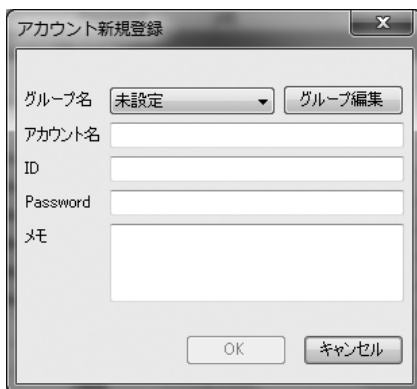 アカウント新規登録
グループ名 未設定 グループ編集
アカウント名
ID
Password
メモ
OK キャンセル